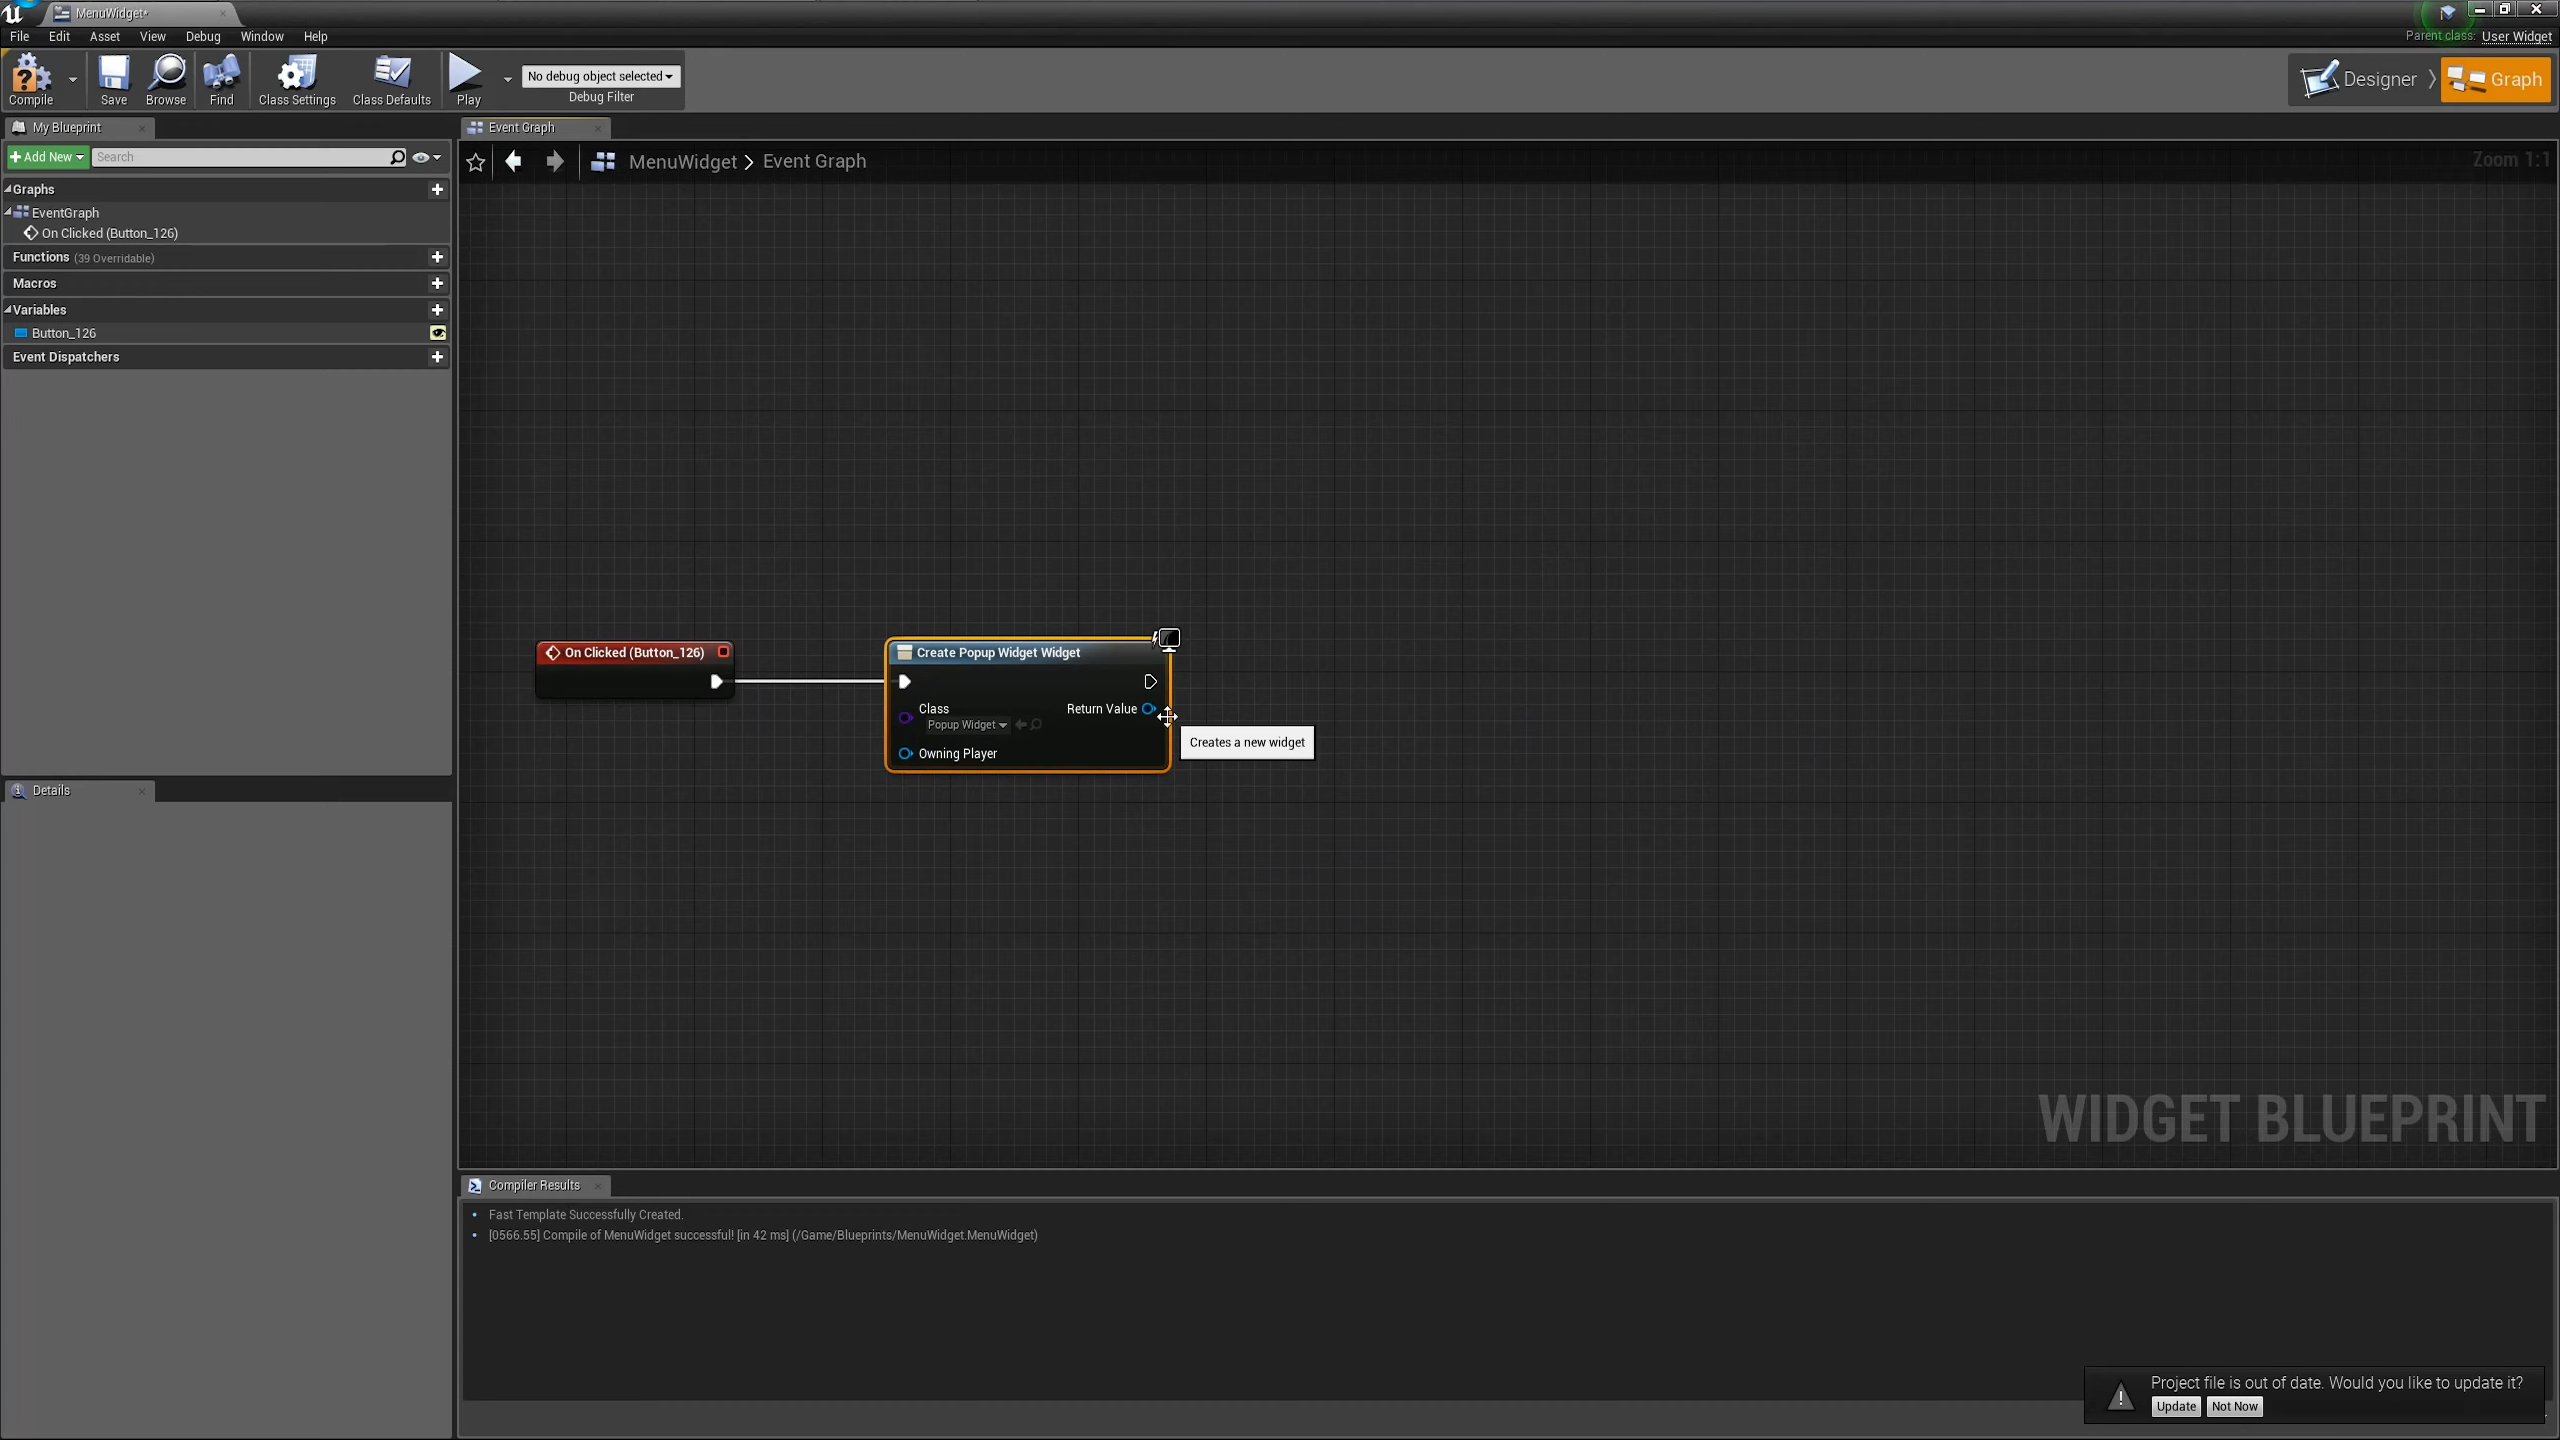 MenuWidget*
File Edit Asset View Debug Window Help
Parent class: User Widget
Compile
Save
Browse
Find
Class Settings
Class Defaults
Play
No debug object selected
Debug Filter
Designer
Graph
My Blueprint
Add New
Search
Graphs
EventGraph
On Clicked (Button_126)
Functions (39 Overridable)
Macros
Variables
Button_126
Event Dispatchers
Details
Event Graph
MenuWidget > Event Graph
Zoom 1:1
On Clicked (Button_126)
Create Popup Widget Widget
Class
Popup Widget
Return Value
Owning Player
Creates a new widget
WIDGET BLUEPRINT
Compiler Results
Fast Template Successfully Created.
[0566.55] Compile of MenuWidget successful! [in 42 ms] (/Game/Blueprints/MenuWidget.MenuWidget)
Project file is out of date. Would you like to update it?
Update
Not Now